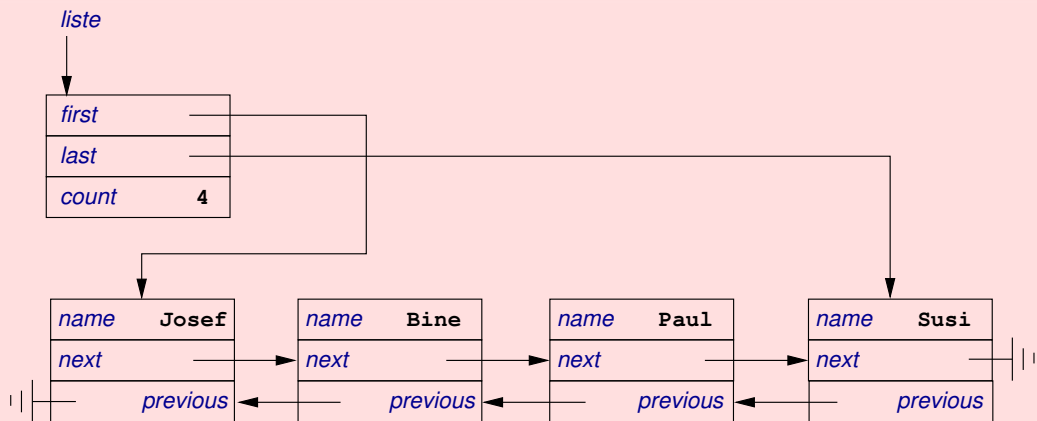 liste
first
last
count 4
name Josef name Bine name Paul name Susi
next next next next
previous previous previous previous